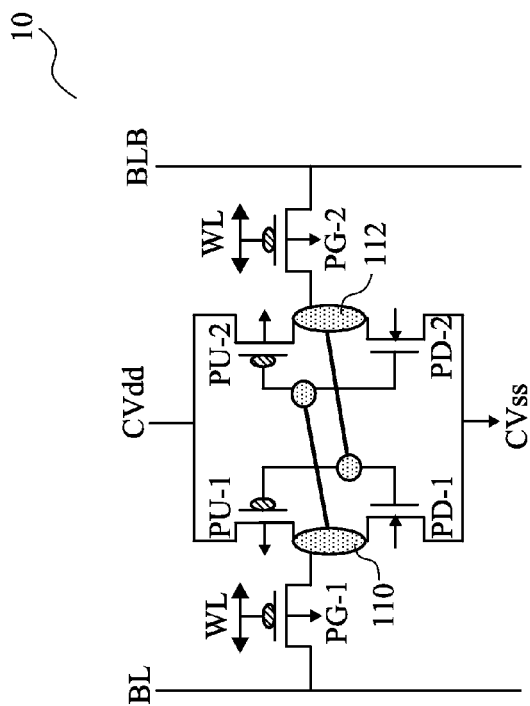 10
BL
BLB
CVdd
WL
WL
PU-1
PU-2
PG-1
PG-2
110
112
PD-1
PD-2
CVss